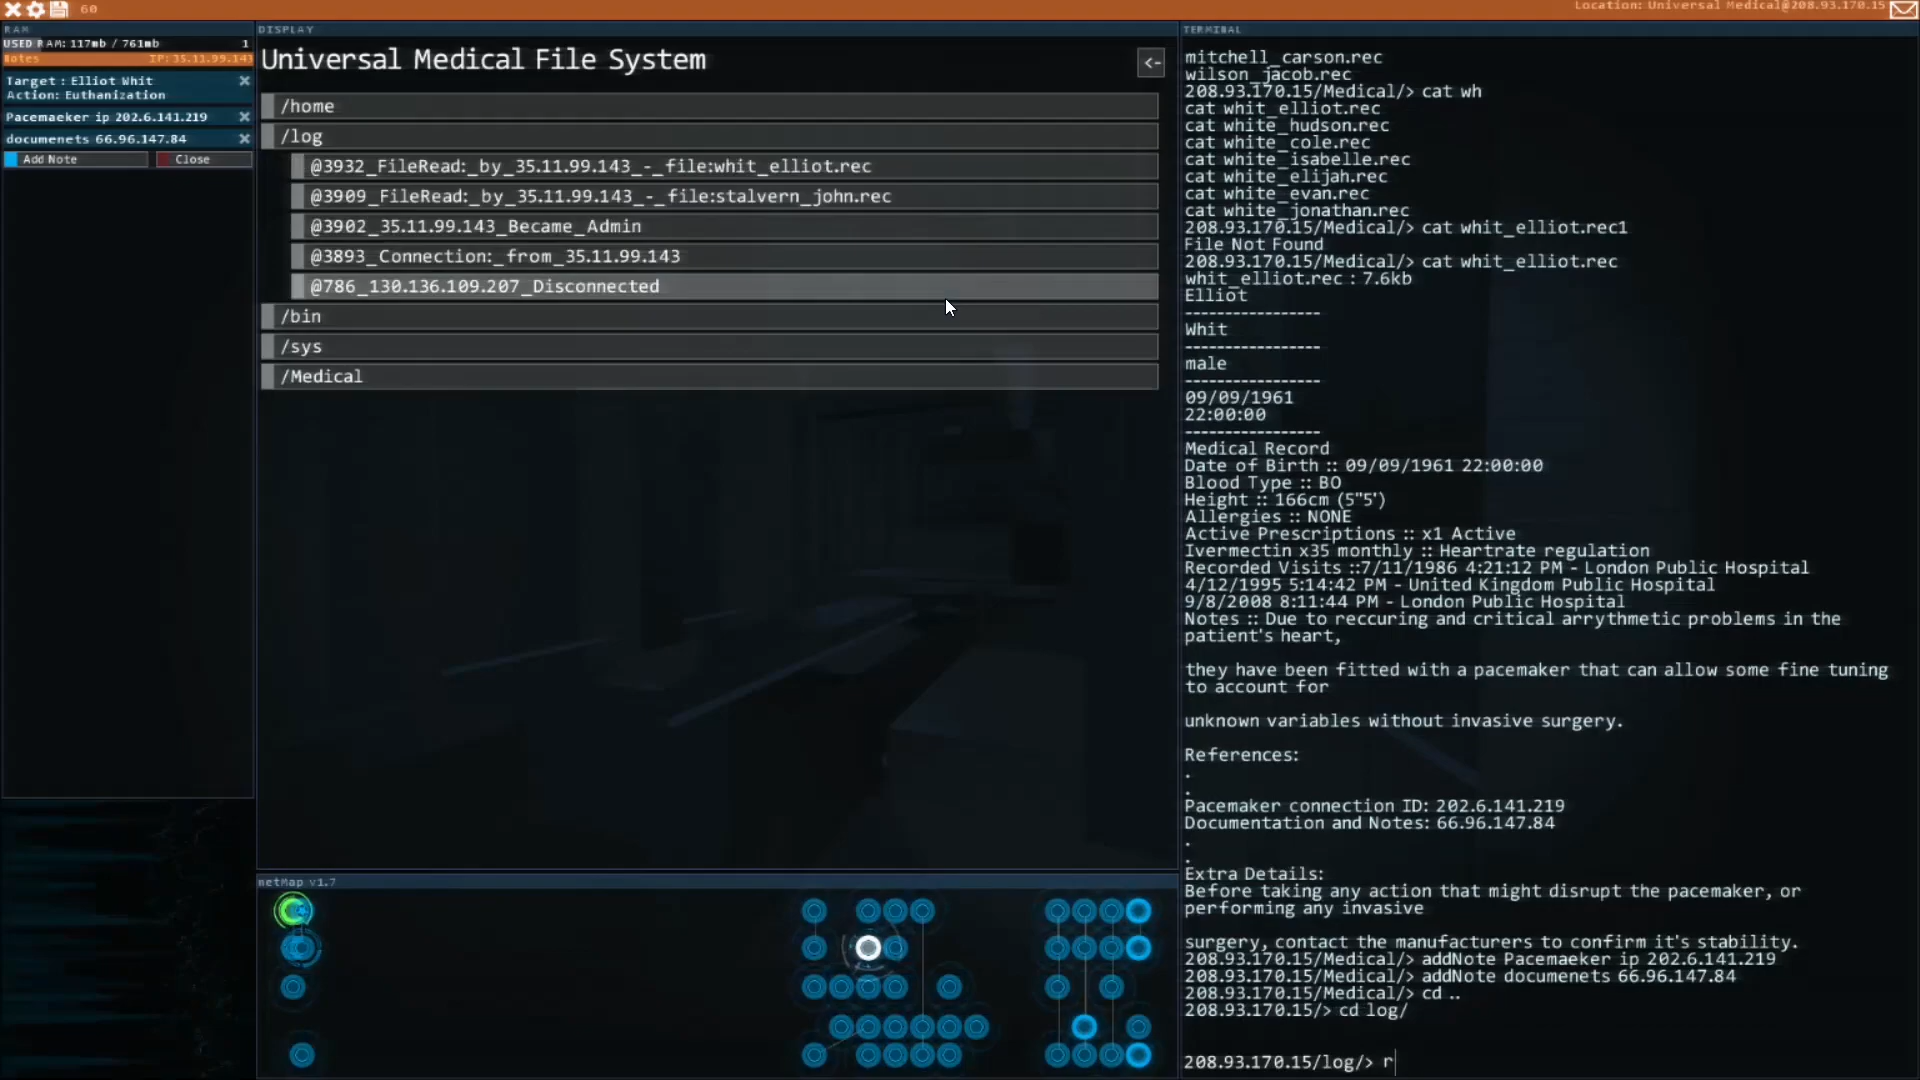 60
Location: Universal Medical@208.93.170.15
RAM
USED RAM: 117mb / 761mb
1
Notes
IP: 35.11.99.143
Target : Elliot Whit
Action: Euthanization
Pacemaeker ip 202.6.141.219
documenets 66.96.147.84
Add Note
Close
DISPLAY
Universal Medical File System
<-
/home
/log
@3932_FileRead:_by_35.11.99.143_-_file:whit_elliot.rec
@3909_FileRead:_by_35.11.99.143_-_file:stalvern_john.rec
@3902_35.11.99.143_Became_Admin
@3893_Connection:_from_35.11.99.143
@786_130.136.109.207_Disconnected
/bin
/sys
/Medical
netMap v1.7
TERMINAL
mitchell_carson.rec
wilson_jacob.rec
208.93.170.15/Medical/> cat wh
cat whit_elliot.rec
cat white_hudson.rec
cat white_cole.rec
cat white_isabelle.rec
cat white_elijah.rec
cat white_evan.rec
cat white_jonathan.rec
208.93.170.15/Medical/> cat whit_elliot.rec1
File Not Found
208.93.170.15/Medical/> cat whit_elliot.rec
whit_elliot.rec : 7.6kb
Elliot
-----------------
Whit
-----------------
male
-----------------
09/09/1961
22:00:00
-----------------
Medical Record
Date of Birth :: 09/09/1961 22:00:00
Blood Type :: BO
Height :: 166cm (5"5')
Allergies :: NONE
Active Prescriptions :: x1 Active
Ivermectin x35 monthly :: Heartrate regulation
Recorded Visits ::7/11/1986 4:21:12 PM - London Public Hospital
4/12/1995 5:14:42 PM - United Kingdom Public Hospital
9/8/2008 8:11:44 PM - London Public Hospital
Notes :: Due to reccuring and critical arrytmetic problems in the
patient's heart,
they have been fitted with a pacemaker that can allow some fine tuning
to account for
unknown variables without invasive surgery.
References:
.
.
Pacemaker connection ID: 202.6.141.219
Documentation and Notes: 66.96.147.84
.
.
Extra Details:
Before taking any action that might disrupt the pacemaker, or
performing any invasive
surgery, contact the manufacturers to confirm it's stability.
208.93.170.15/Medical/> addNote Pacemaeker ip 202.6.141.219
208.93.170.15/Medical/> addNote documenets 66.96.147.84
208.93.170.15/Medical/> cd ..
208.93.170.15/> cd log/
208.93.170.15/log/> r